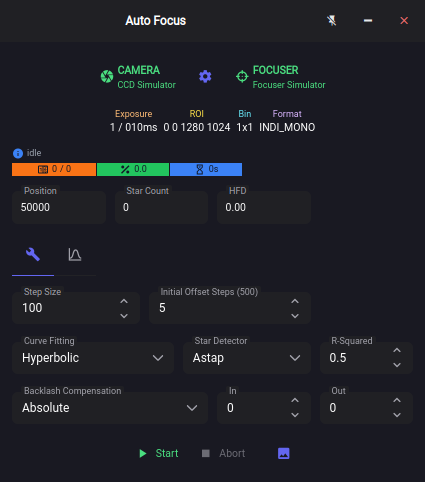 Auto Focus
CAMERA
CCD Simulator
FOCUSER
Focuser Simulator
Exposure ROI Bin Format
1 / 010ms 0 0 1280 1024 1x1 INDI_MONO
idle
0 / 0 0.0 0s
Position Star Count HFD
50000 0 0.00
Step Size Initial Offset Steps (500)
100 5
Curve Fitting Star Detector R-Squared
Hyperbolic Astap 0.5
Backlash Compensation In Out
Absolute 0 0
Start Abort